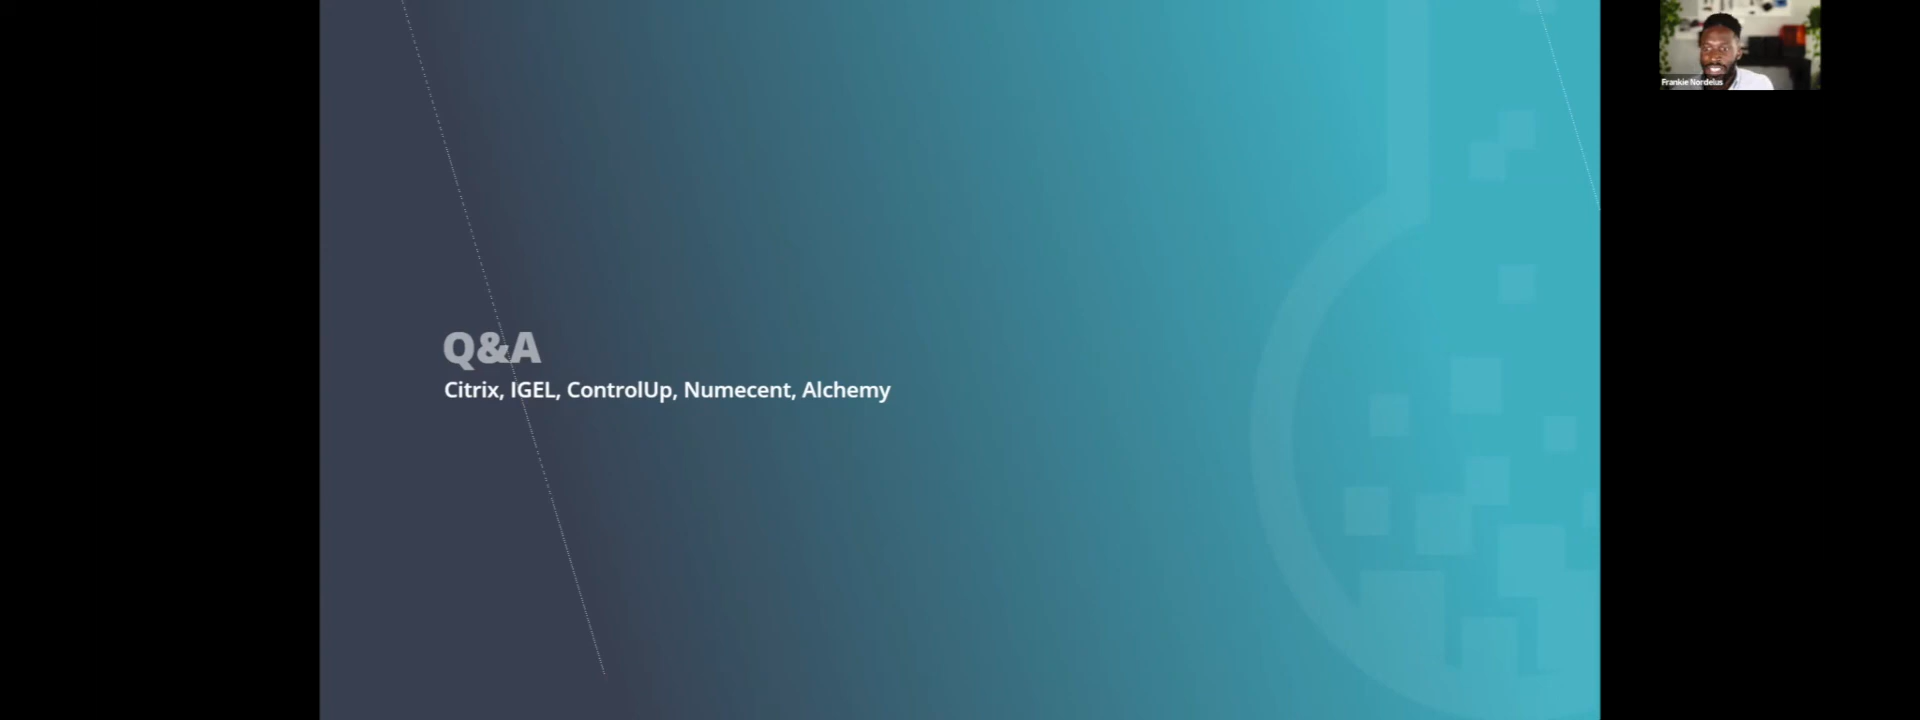 Q&A
Citrix, IGEL, ControlUp, Numecent, Alchemy
Frankie Nordelus